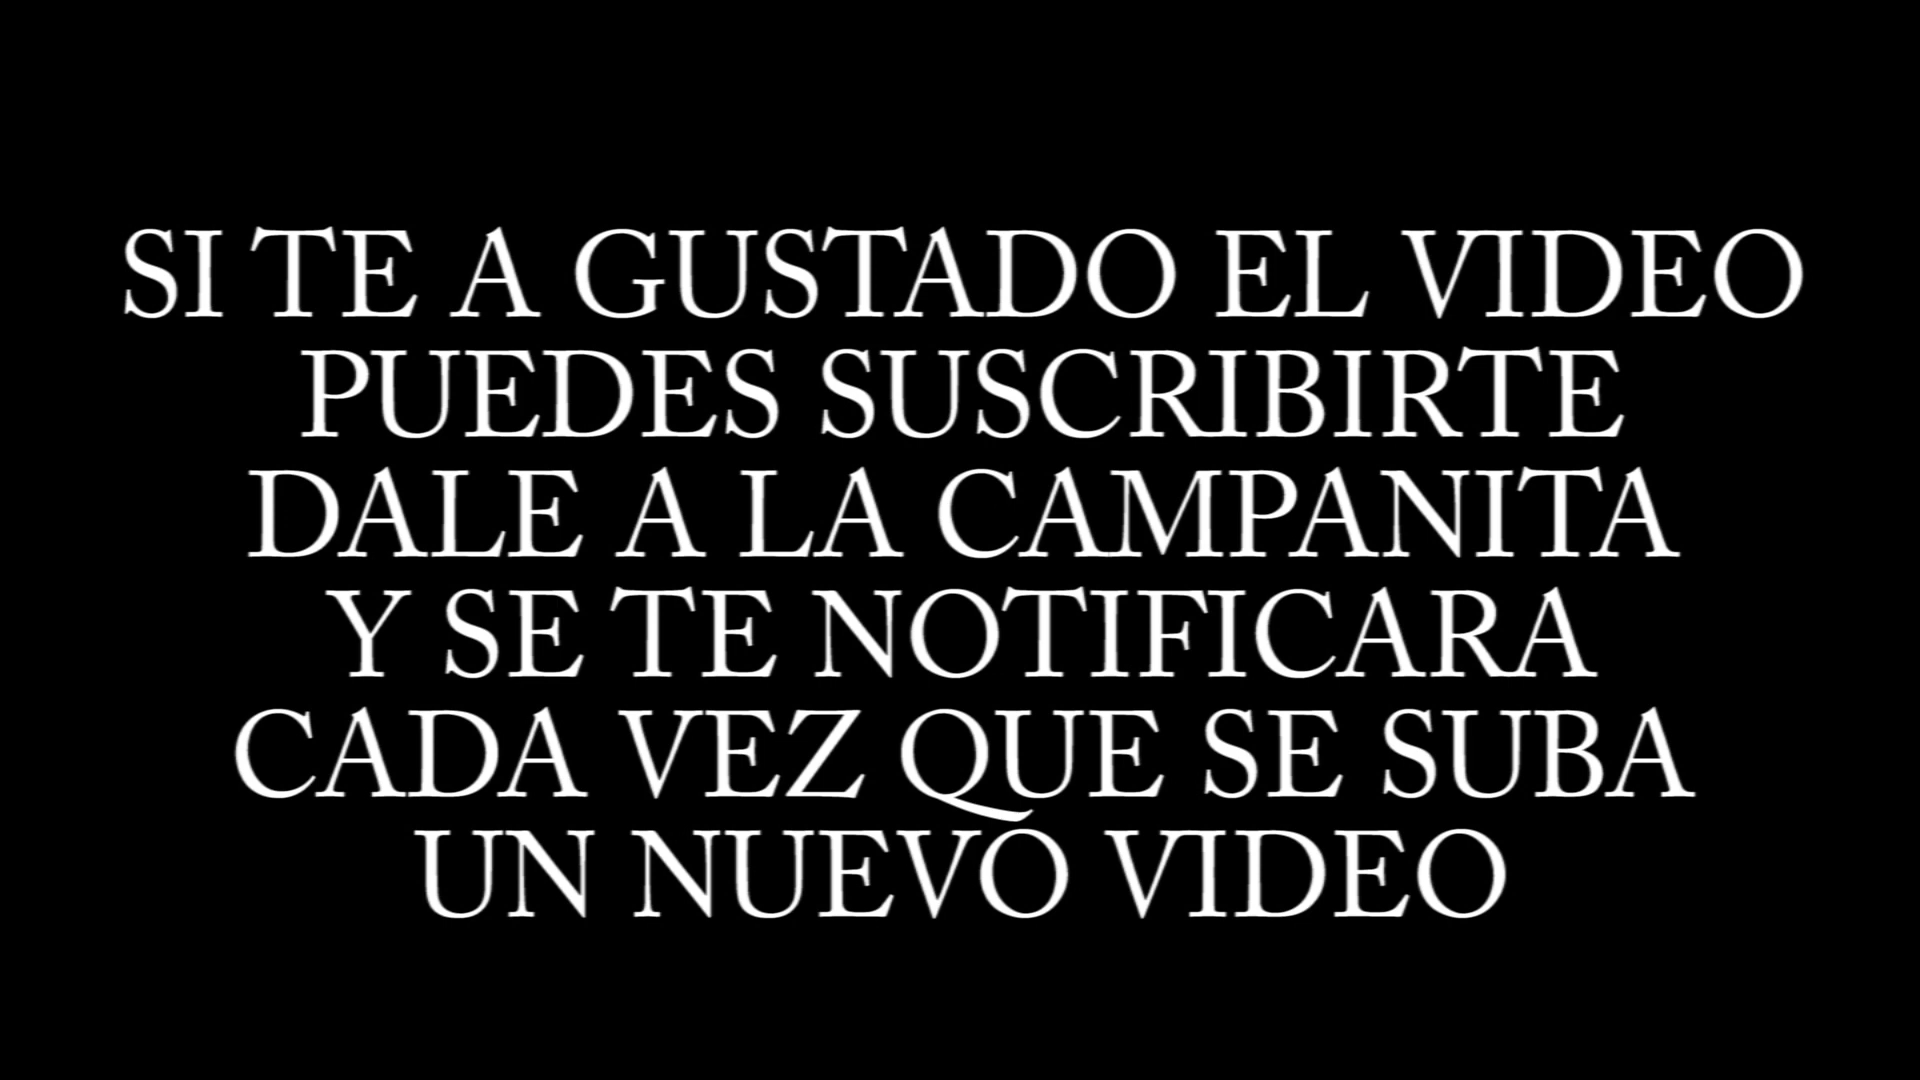 SI TE A GUSTADO EL VIDEO
PUEDES SUSCRIBIRTE
DALE A LA CAMPANITA
Y SE TE NOTIFICARA
CADA VEZ QUE SE SUBA
UN NUEVO VIDEO